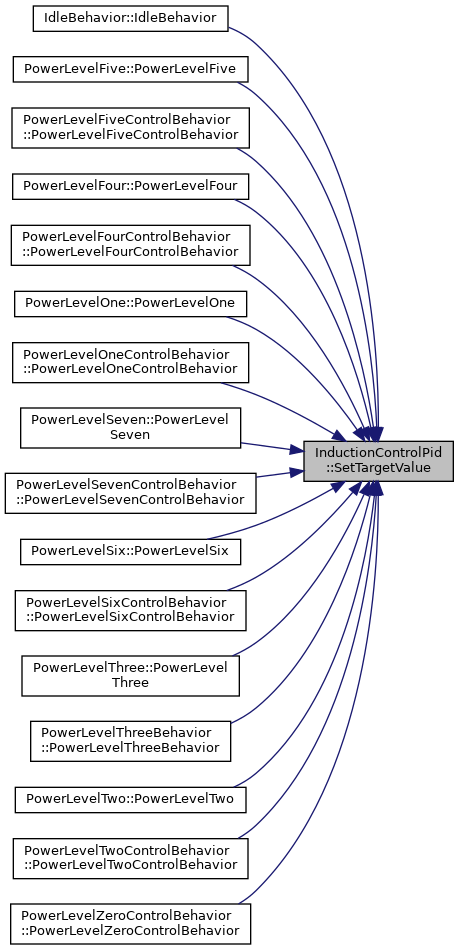 IdleBehavior::IdleBehavior
PowerLevelFive::PowerLevelFive
PowerLevelFiveControlBehavior
::PowerLevelFiveControlBehavior
PowerLevelFour::PowerLevelFour
PowerLevelFourControlBehavior
::PowerLevelFourControlBehavior
PowerLevelOne::PowerLevelOne
PowerLevelOneControlBehavior
::PowerLevelOneControlBehavior
PowerLevelSeven::PowerLevel
Seven
InductionControlPid
::SetTargetValue
PowerLevelSevenControlBehavior
::PowerLevelSevenControlBehavior
PowerLevelSix::PowerLevelSix
PowerLevelSixControlBehavior
::PowerLevelSixControlBehavior
PowerLevelThree::PowerLevel
Three
PowerLevelThreeBehavior
::PowerLevelThreeBehavior
PowerLevelTwo::PowerLevelTwo
PowerLevelTwoControlBehavior
::PowerLevelTwoControlBehavior
PowerLevelZeroControlBehavior
::PowerLevelZeroControlBehavior